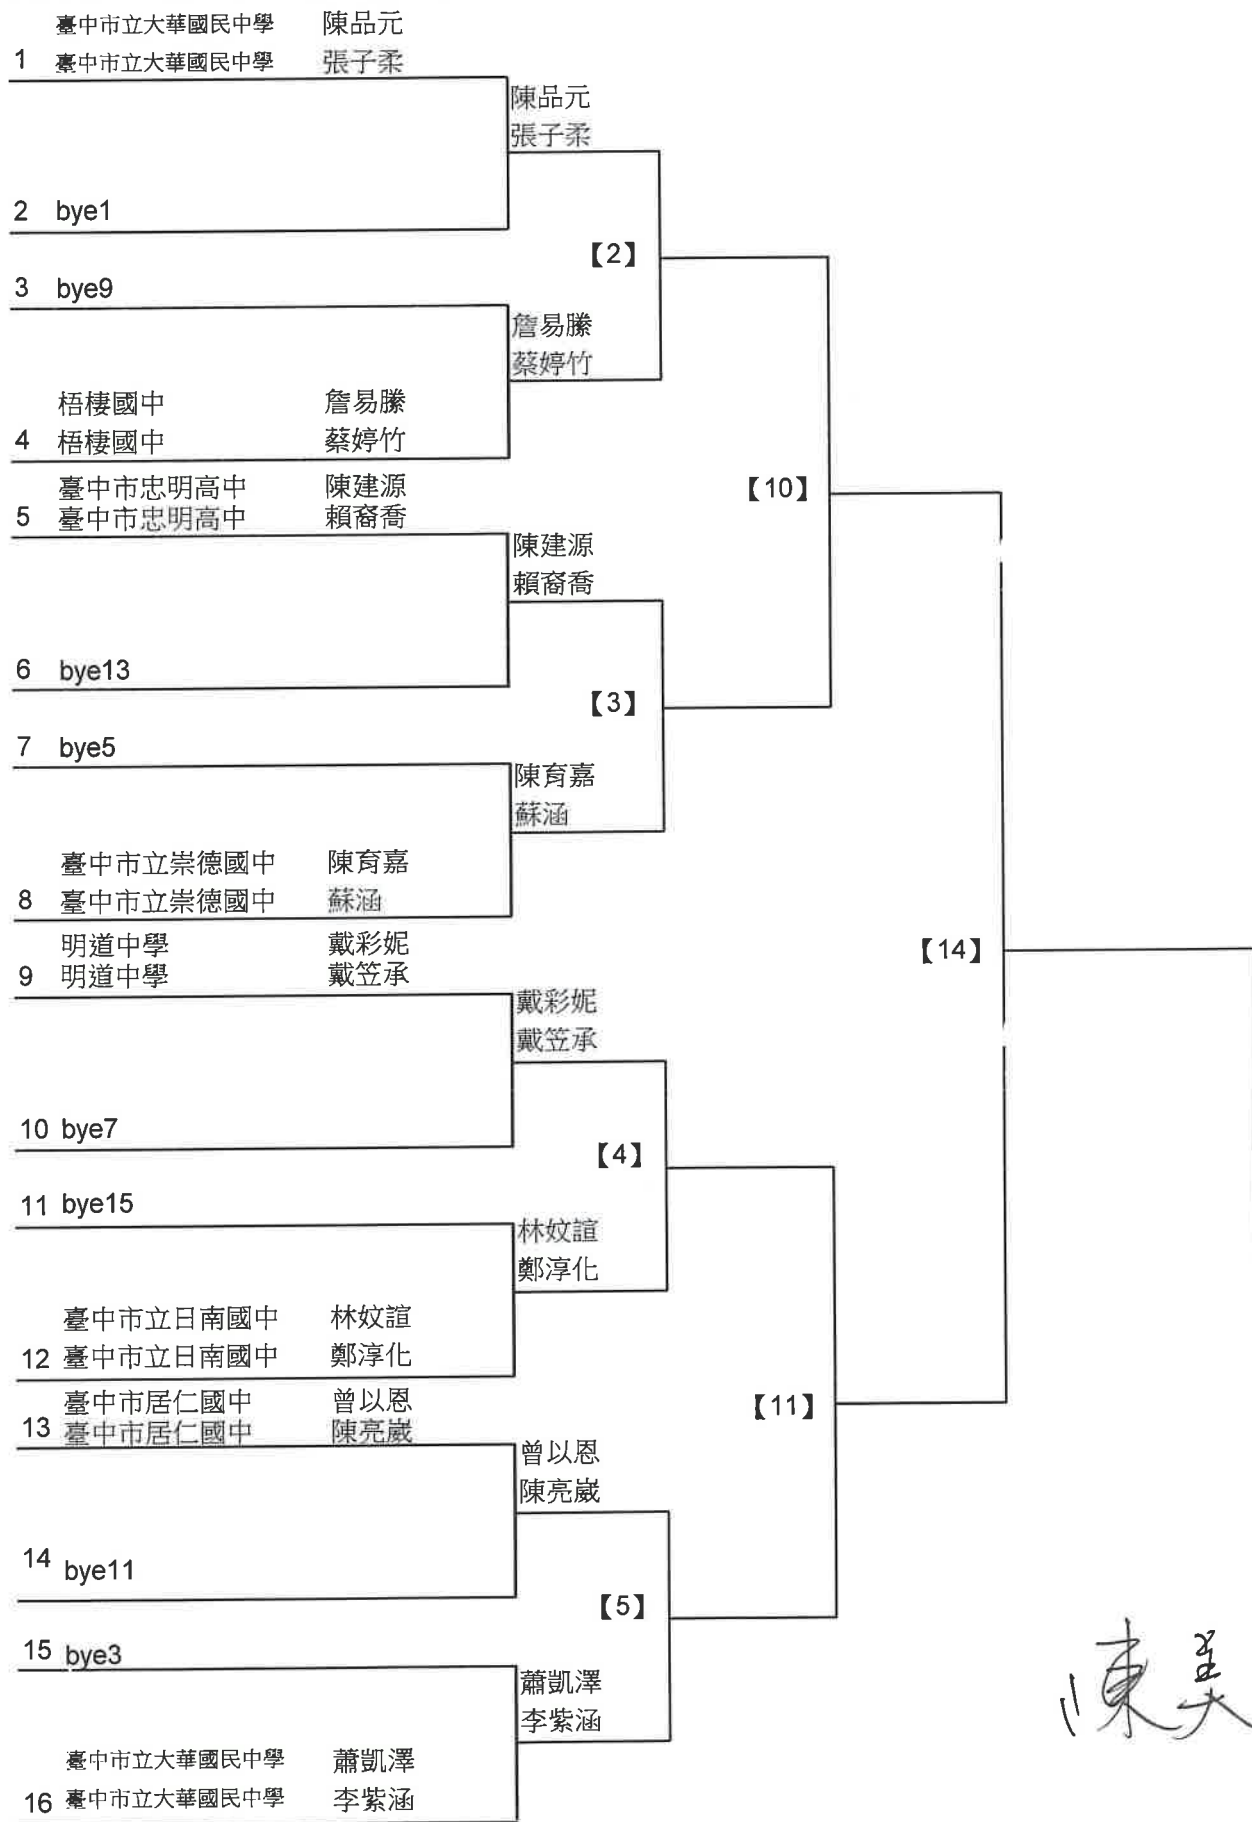 臺中市立大華國民中學 陳品元
1 臺中市立大華國民中學 張子柔
陳品元
張子柔
2 bye1
【2】
3 bye9
詹易縢
蔡婷竹
梧棲國中 詹易縢
4 梧棲國中 蔡婷竹
臺中市忠明高中 陳建源
5 臺中市忠明高中 賴裔喬
【10】
陳建源
賴裔喬
6 bye13
【3】
7 bye5
陳育嘉
蘇涵
臺中市立崇德國中 陳育嘉
8 臺中市立崇德國中 蘇涵
明道中學 戴彩妮
9 明道中學 戴笠承
【14】
戴彩妮
戴笠承
10 bye7
【4】
11 bye15
林妏諠
鄭淳化
臺中市立日南國中 林妏諠
12 臺中市立日南國中 鄭淳化
臺中市居仁國中 曾以恩
13 臺中市居仁國中 陳亮崴
【11】
曾以恩
陳亮崴
14 bye11
【5】
15 bye3
蕭凱澤
李紫涵
臺中市立大華國民中學 蕭凱澤
16 臺中市立大華國民中學 李紫涵
陳美